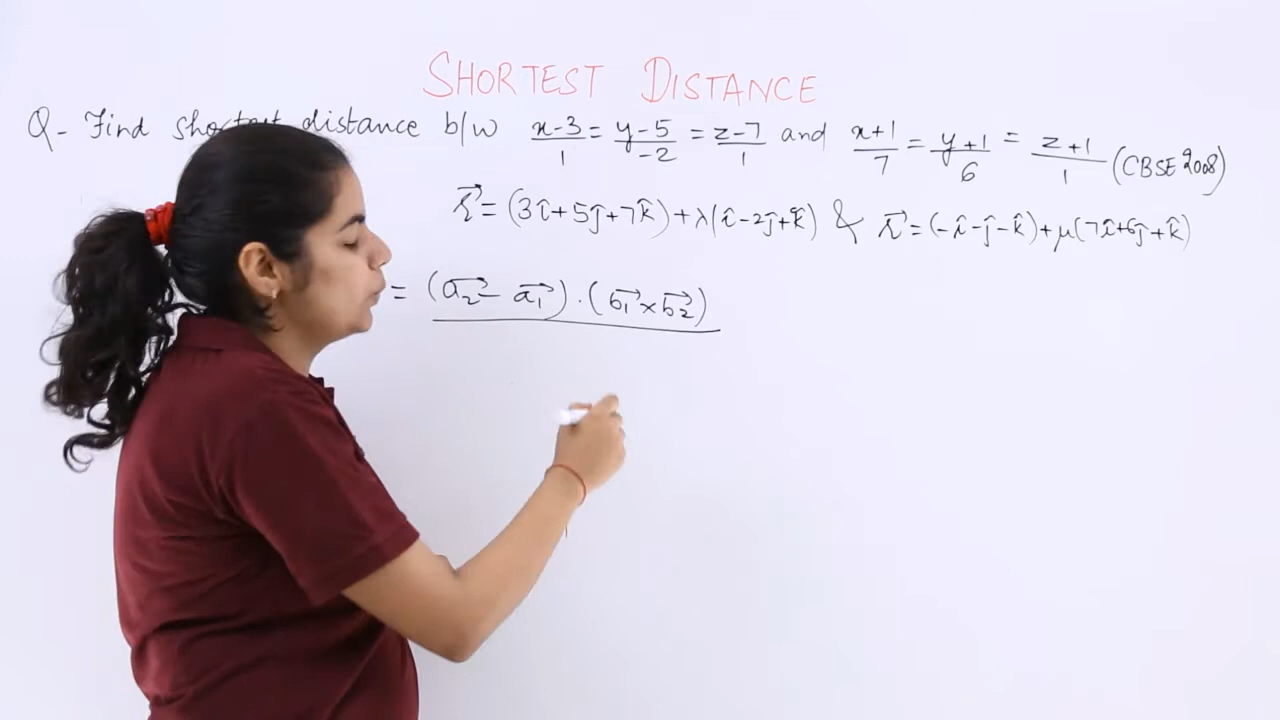 SHORTEST DISTANCE
Q- Find shortest distance b/w (x-3)/1 = (y-5)/-2 = (z-7)/1 and (x+1)/7 = (y+1)/6 = (z+1)/1 (CBSE 2008)
r⃗ = (3î+5ĵ+7k̂)+λ(î-2ĵ+k̂) & r⃗ = (-î-ĵ-k̂)+μ(7î+6ĵ+k̂)
= (a₂⃗ - a₁⃗).(b₁⃗ × b₂⃗)